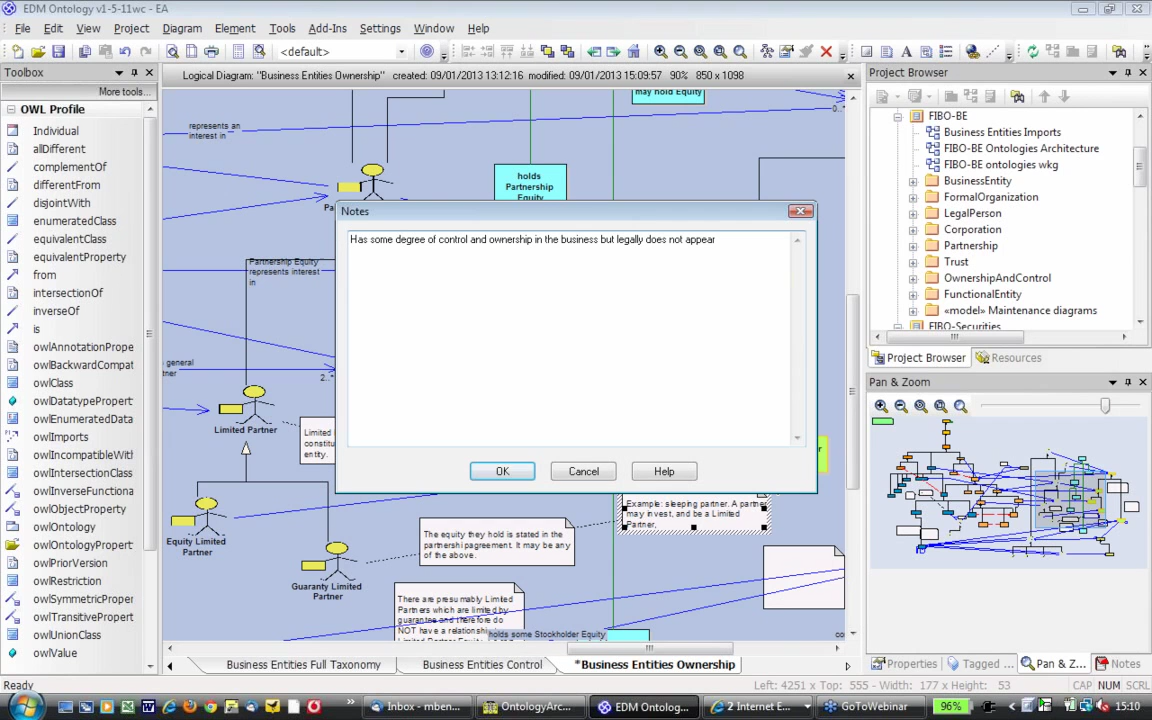 EDM Ontology v1-5-11wc - EA
File Edit View Project Diagram Element Tools Add-Ins Settings Window Help
<default>
Toolbox
More tools...
OWL Profile
Individual
allDifferent
complementOf
differentFrom
disjointWith
enumeratedClass
equivalentClass
equivalentProperty
from
intersectionOf
inverseOf
is
owlAnnotationPrope
owlBackwardCompat
owlClass
owlDatatypeProperty
owlEnumeratedData
owlImports
owlIncompatibleWith
owlIntersectionClass
owlInverseFunctiona
owlObjectProperty
owlOntology
owlOntologyPropert
owlPriorVersion
owlRestriction
owlSymmetricProper
owlTransitivePropert
owlUnionClass
owlValue
Logical Diagram: "Business Entities Ownership" created: 09/01/2013 13:12:16 modified: 09/01/2013 15:09:57 90% 850 x 1098
may hold Equity
0..*
represents an
interest in
holds
Partnership
Equity
Pa
Partnership Equity
represents interest
in
general
tner
2..*
Limited Partner
Limited
constitu
entity.
Equity Limited
Partner
Guaranty Limited
Partner
The equity they hold is stated in the
partnershi pagreement. It may be any
of the above.
Example: sleeping partner. A partner
may invest, and be a Limited
Partner,
There are presumably Limited
Partners which are limited by
guarantee and therefore do
NOT have a relationship
holds some Stockholder Equity
Notes
Has some degree of control and ownership in the business but legally does not appear
OK Cancel Help
Business Entities Full Taxonomy Business Entities Control *Business Entities Ownership
Project Browser
FIBO-BE
Business Entities Imports
FIBO-BE Ontologies Architecture
FIBO-BE ontologies wkg
BusinessEntity
FormalOrganization
LegalPerson
Corporation
Partnership
Trust
OwnershipAndControl
FunctionalEntity
«model» Maintenance diagrams
FIBO-Securities
Project Browser Resources
Pan & Zoom
Properties Tagged ... Pan & Z... Notes
Ready
Left: 4251 x Top: 555 - Width: 177 x Height: 53
CAP NUM SCRL
Inbox - mben... OntologyArc... EDM Ontolog... 2 Internet E... GoToWebinar 96% 15:10